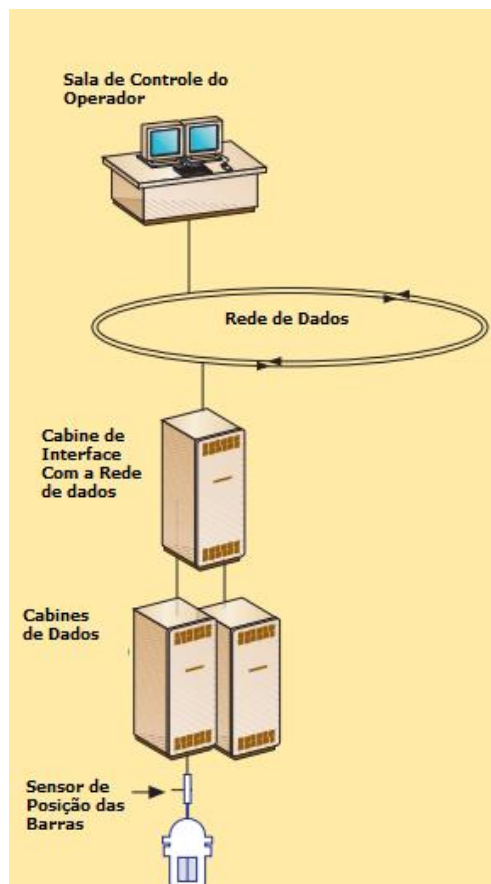 Sala de Controle do
Operador
Rede de Dados
Cabine de
Interface
Com a Rede
de dados
Cabines
de Dados
Sensor de
Posição das
Barras